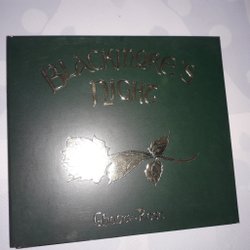 BLACKMORE'S
NIGHT
Ghost of a Rose